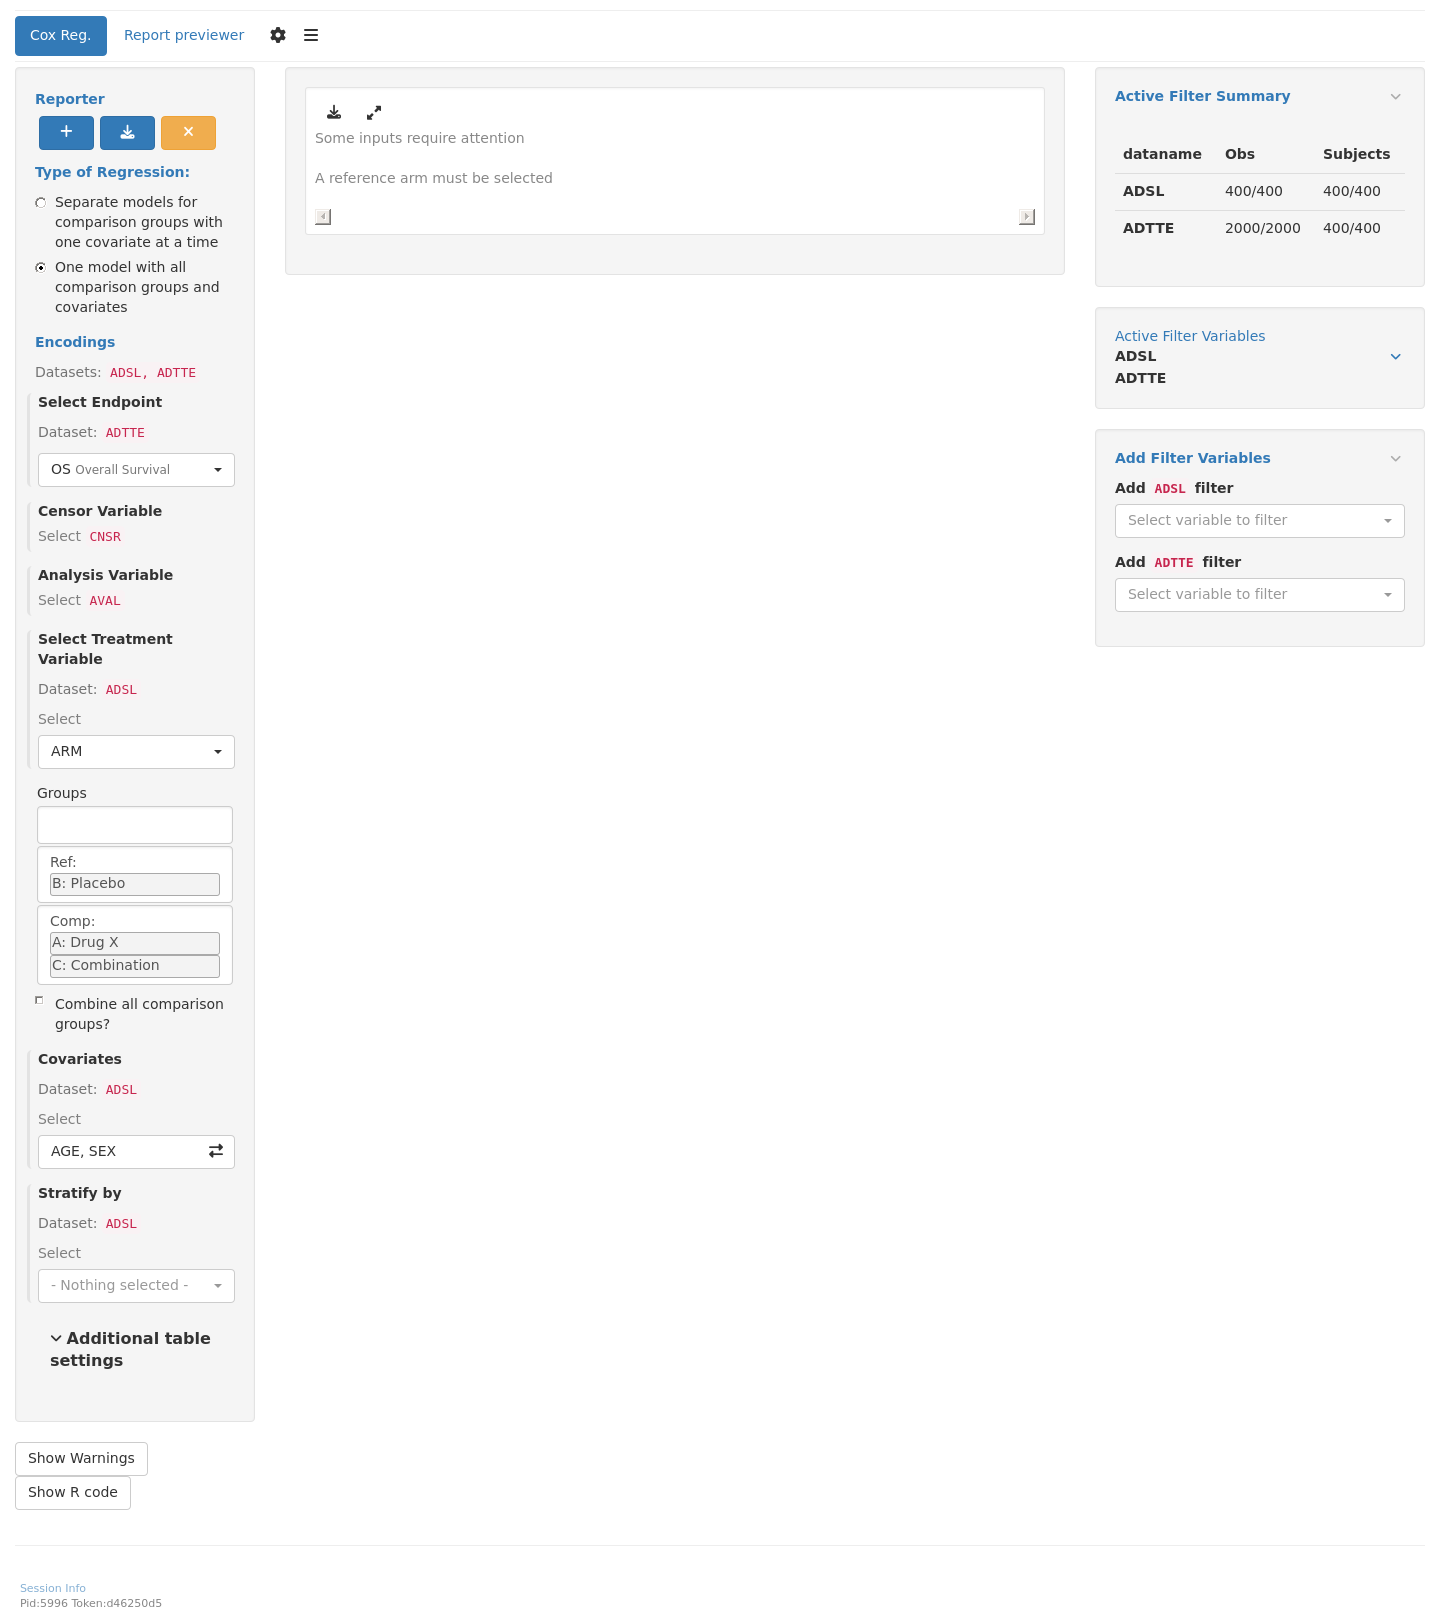 Cox Reg.
Report previewer
Reporter
Type of Regression:
Separate models for
comparison groups with
one covariate at a time
One model with all
comparison groups and
covariates
Encodings
Datasets: ADSL, ADTTE
Select Endpoint
Dataset: ADTTE
OS Overall Survival
Censor Variable
Select CNSR
Analysis Variable
Select AVAL
Select Treatment
Variable
Dataset: ADSL
Select
ARM
Groups
Ref:
B: Placebo
Comp:
A: Drug X
C: Combination
Combine all comparison
groups?
Covariates
Dataset: ADSL
Select
AGE, SEX
Stratify by
Dataset: ADSL
Select
- Nothing selected -
Additional table
settings
Show Warnings
Show R code
Some inputs require attention
A reference arm must be selected
Active Filter Summary
dataname Obs Subjects
ADSL 400/400 400/400
ADTTE 2000/2000 400/400
Active Filter Variables
ADSL
ADTTE
Add Filter Variables
Add ADSL filter
Select variable to filter
Add ADTTE filter
Select variable to filter
Session Info
Pid:5996 Token:d46250d5